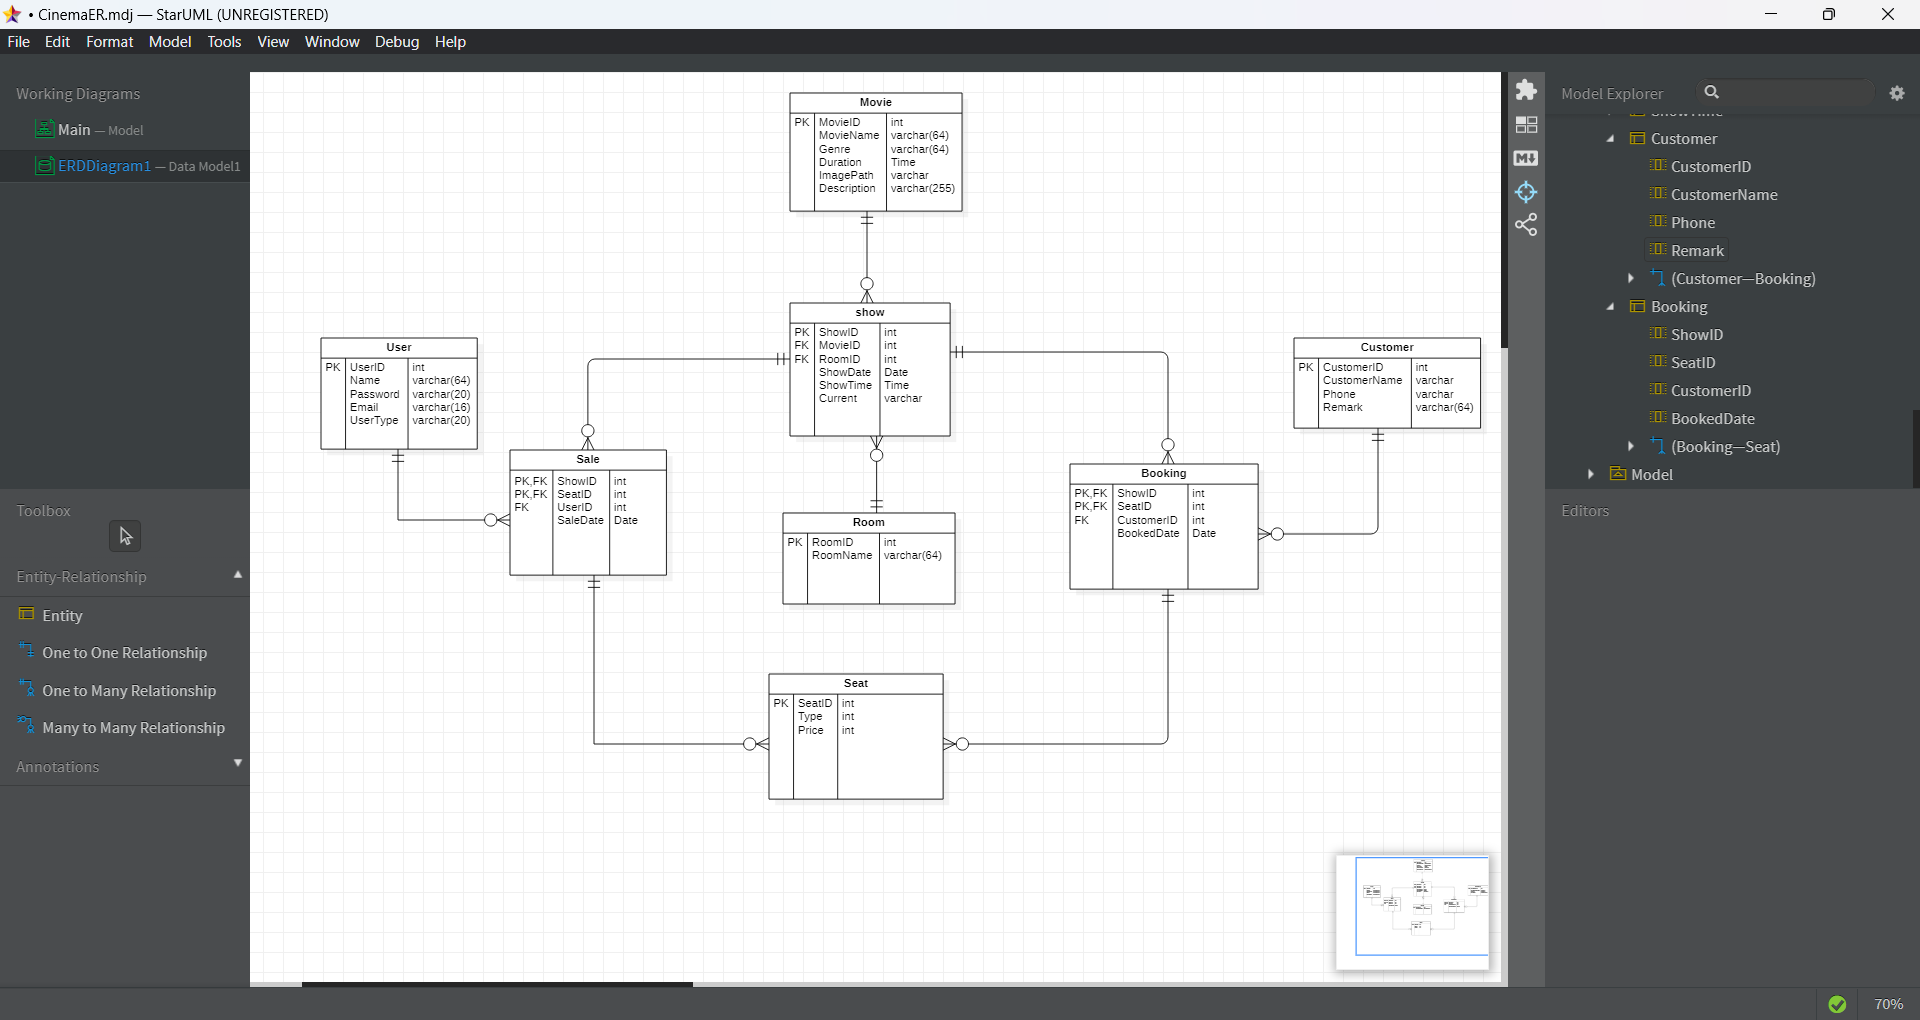 • CinemaER.mdj — StarUML (UNREGISTERED)
File Edit Format Model Tools View Window Debug Help
Working Diagrams
Main — Model
ERDDiagram1 — Data Model1
Toolbox
Entity-Relationship
Entity
One to One Relationship
One to Many Relationship
Many to Many Relationship
Annotations
Movie
PK MovieID int
MovieName varchar(64)
Genre varchar(64)
Duration Time
ImagePath varchar
Description varchar(255)
show
PK ShowID int
FK MovieID int
FK RoomID int
ShowDate Date
ShowTime Time
Current varchar
User
PK UserID int
Name varchar(64)
Password varchar(20)
Email varchar(16)
UserType varchar(20)
Customer
PK CustomerID int
CustomerName varchar
Phone varchar
Remark varchar(64)
Sale
PK,FK ShowID int
PK,FK SeatID int
FK UserID int
SaleDate Date
Booking
PK,FK ShowID int
PK,FK SeatID int
FK CustomerID int
BookedDate Date
Room
PK RoomID int
RoomName varchar(64)
Seat
PK SeatID int
Type int
Price int
M
Model Explorer
ShowTime
Customer
CustomerID
CustomerName
Phone
Remark
(Customer—Booking)
Booking
ShowID
SeatID
CustomerID
BookedDate
(Booking—Seat)
Model
Editors
70%